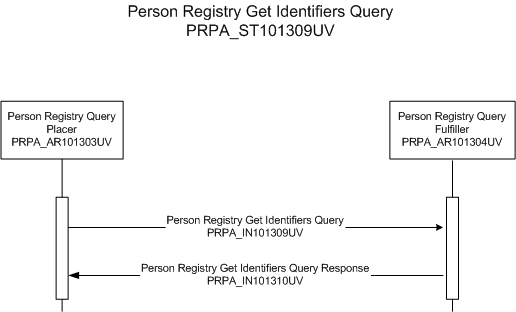 Person Registry Get Identifiers Query
PRPA_ST101309UV
Person Registry Query
Placer
PRPA_AR101303UV
Person Registry Query
Fulfiller
PRPA_AR101304UV
Person Registry Get Identifiers Query
PRPA_IN101309UV
Person Registry Get Identifiers Query Response
PRPA_IN101310UV